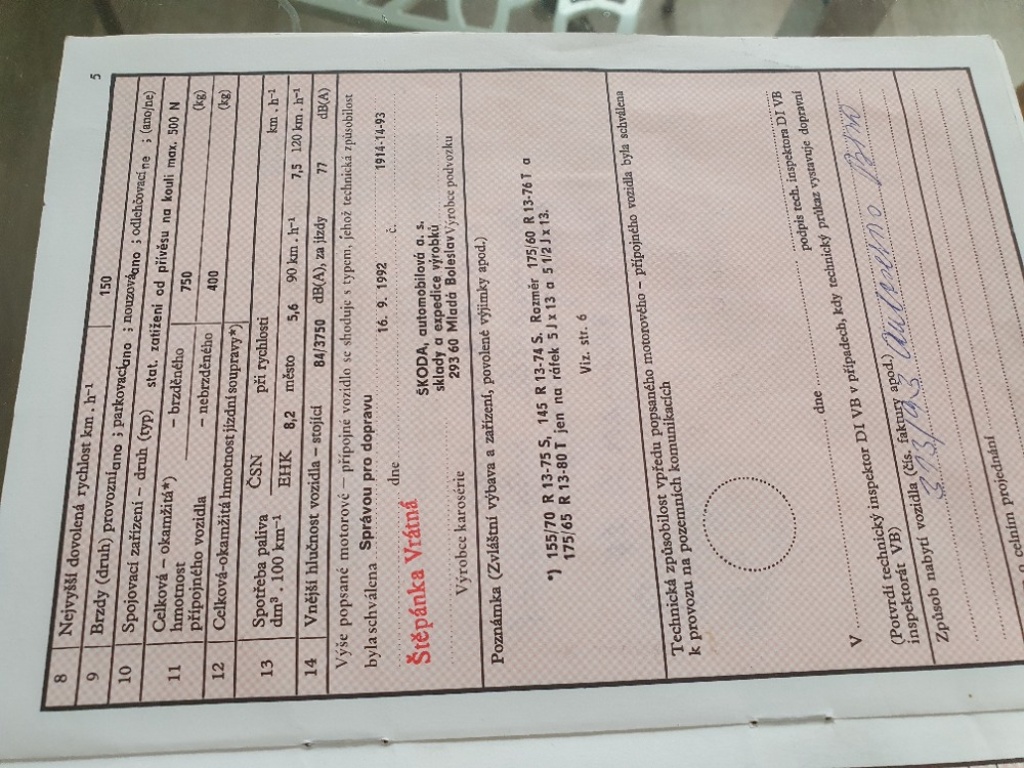 5
8 Nejvyšší dovolená rychlost km . h⁻¹ 150
9 Brzdy (druh) provozní ano ; parkovací ano ; nouzová ano ; odlehčovací ne ; (ano/ne)
10 Spojovací zařízení – druh (typ) stat. zatížení od přívěsu na kouli max. 500 N
11 Celková – okamžitá*) – brzděného 750 (kg)
hmotnost
přípojného vozidla – nebrzděného 400 (kg)
12 Celková-okamžitá hmotnost jízdní soupravy*)
13 Spotřeba paliva ČSN při rychlosti km . h⁻¹
dm³ . 100 km⁻¹ EHK 8,2 město 5,6 90 km . h⁻¹ 7,5 120 km . h⁻¹
14 Vnější hlučnost vozidla – stojící 84/3750 dB(A), za jízdy 77 dB(A)
Výše popsané motorové – přípojné vozidlo se shoduje s typem, jehož technická způsobilost
byla schválena Správou pro dopravu 16. 9. 1992 1914-14-93
dne č.
Štěpánka Vrátná
ŠKODA, automobilová a. s.
sklady a expedice výrobků
293 60 Mladá Boleslav
Výrobce karosérie Výrobce podvozku
Poznámka (Zvláštní výbava a zařízení, povolené výjimky apod.)
*) 155/70 R 13-75 S, 145 R 13-74 S. Rozměr 175/60 R 13-76 T a
175/65 R 13-80 T jen na ráfek 5 J x 13 a 5 1/2 J x 13.
Viz. str. 6
Technická způsobilost vpředu popsaného motorového – přípojného vozidla byla schválena
k provozu na pozemních komunikacích
V dne
podpis tech. inspektora DI VB
(Potvrdí technický inspektor DI VB v případech, kdy technický průkaz vystavuje dopravní
inspektorát VB)
Způsob nabytí vozidla (čís. faktury apod.) 393/93
o celním projednání